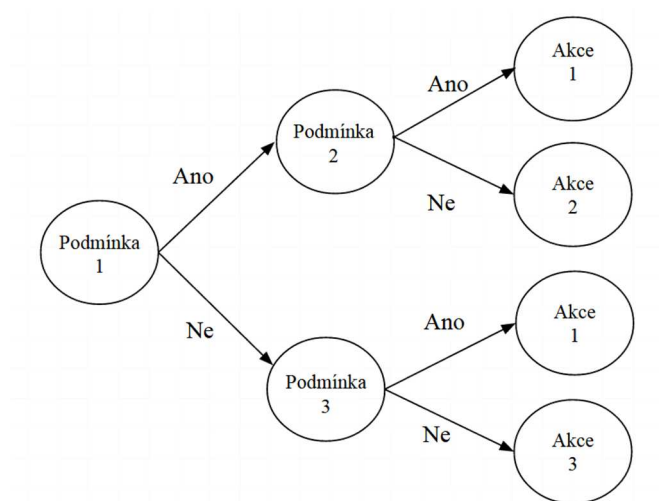 Akce
1
Ano
Podmínka
2
Ano
Akce
2
Ne
Podmínka
1
Akce
1
Ano
Ne
Podmínka
3
Ne
Akce
3